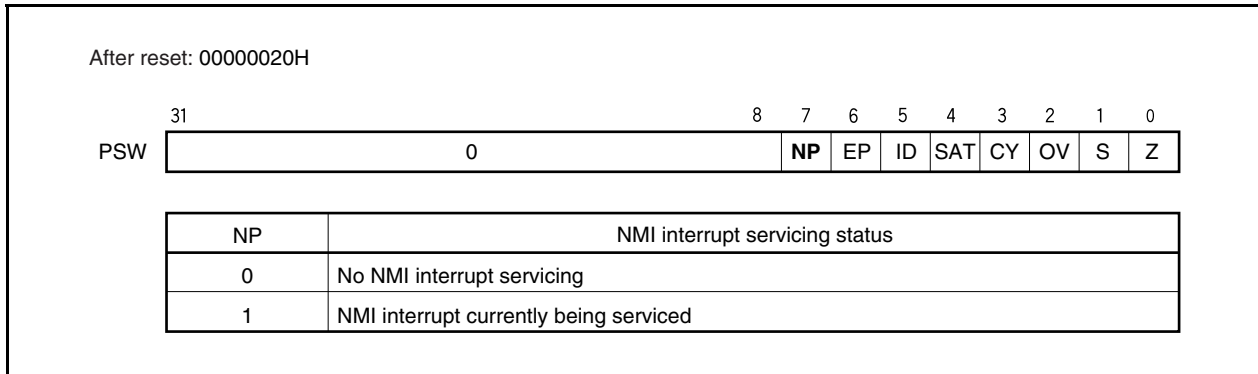 After reset: 00000020H
31 8 7 6 5 4 3 2 1 0
PSW 0 NP EP ID SAT CY OV S Z
NP NMI interrupt servicing status
0 No NMI interrupt servicing
1 NMI interrupt currently being serviced